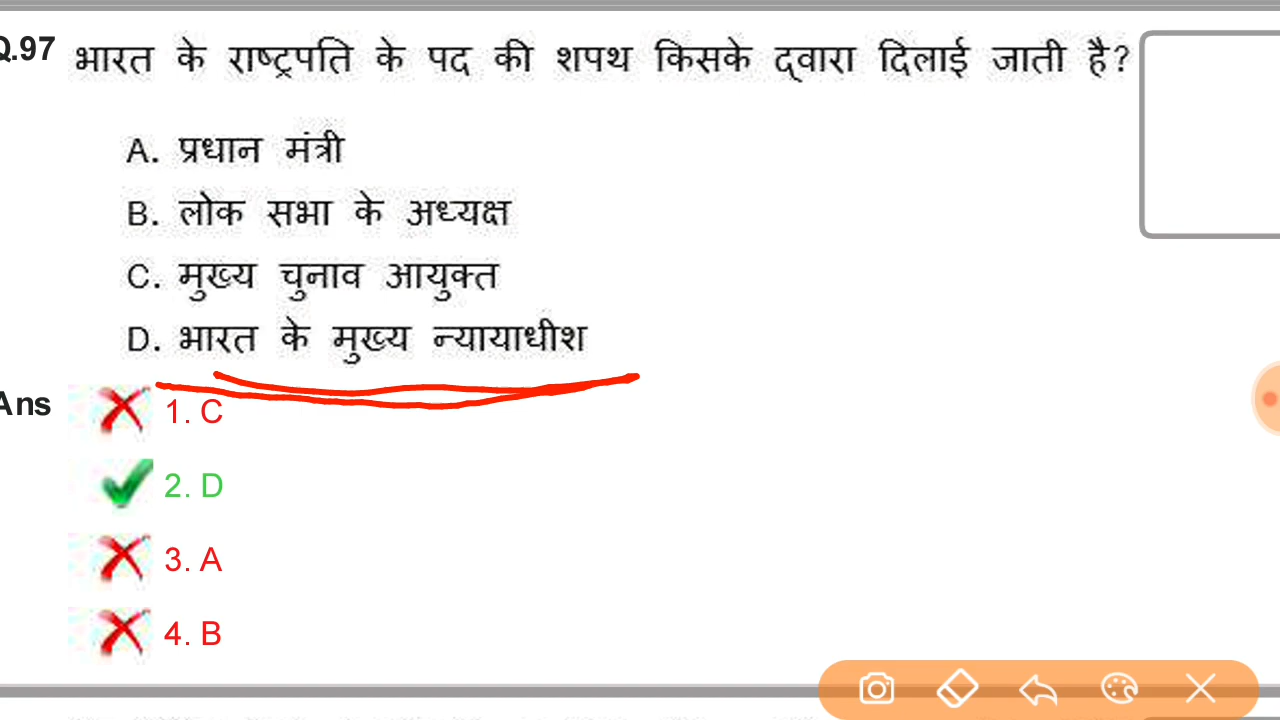 Q.97 भारत के राष्ट्रपति के पद की शपथ किसके द्वारा दिलाई जाती है?
A. प्रधान मंत्री
B. लोक सभा के अध्यक्ष
C. मुख्य चुनाव आयुक्त
D. भारत के मुख्य न्यायाधीश
Ans 1. C
2. D
3. A
4. B